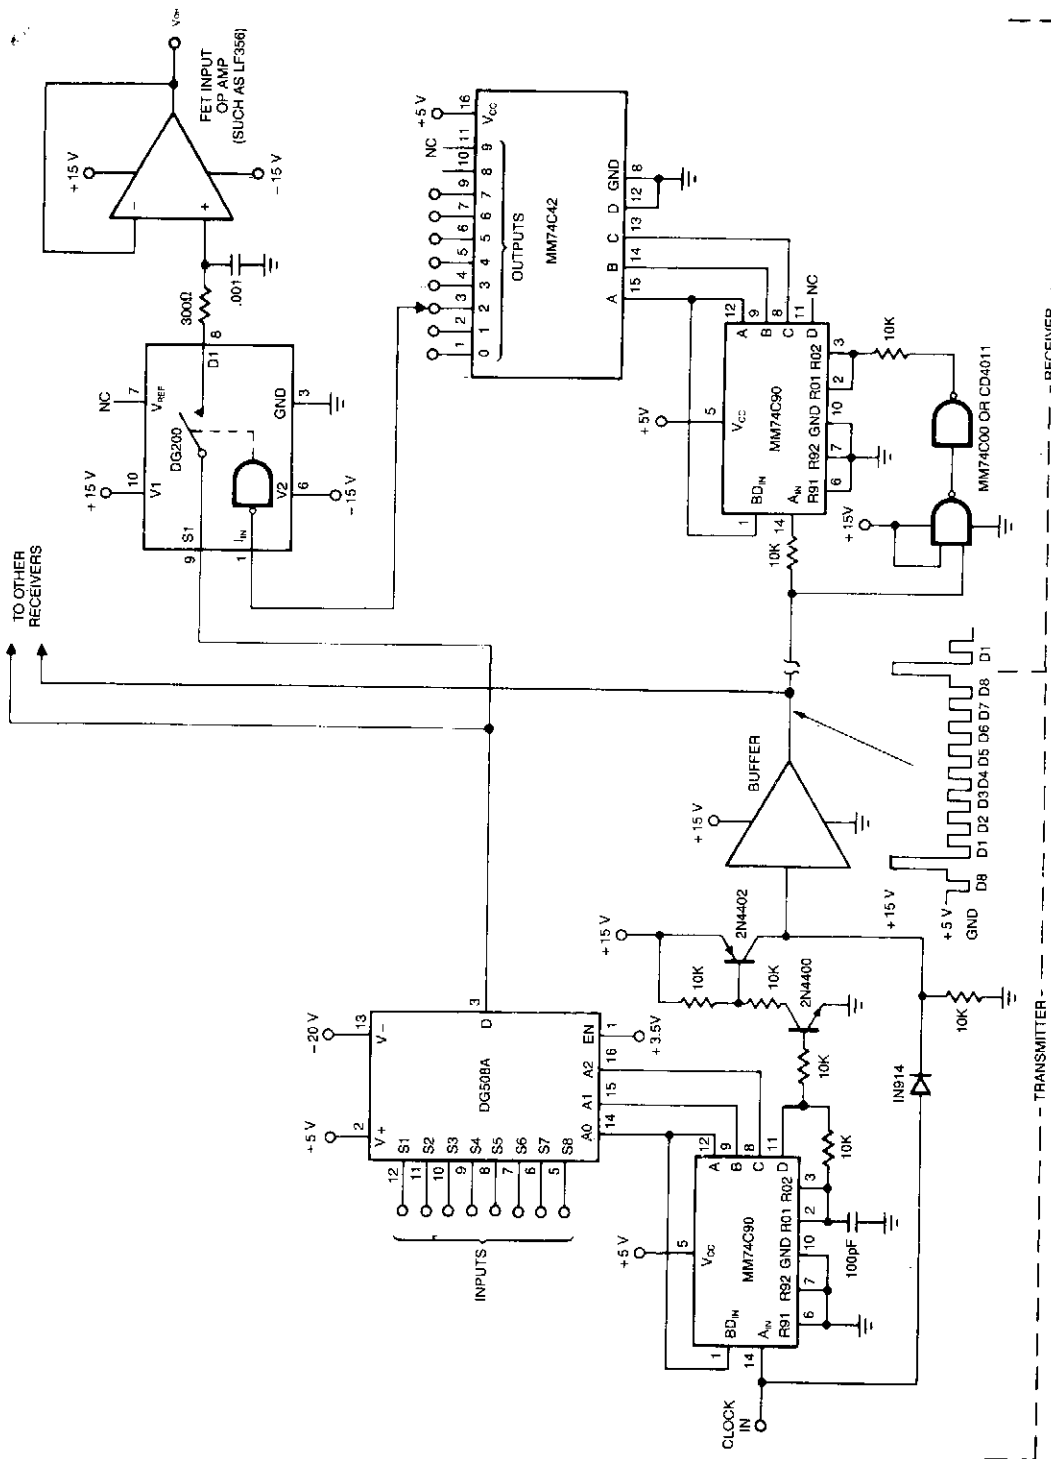 TO OTHER
RECEIVERS
+15 V
-15 V
FET INPUT
OP AMP
(SUCH AS LF356)
-
+
300Ω
.001
NC
7
VREF
+15 V
10
V1
DG200
D1
8
9
S1
1
IIN
V2
6
-15 V
GND
3
+5 V
16
VCC
NC
11
10
9
7
6
5
4
3
2
1
9
8
7
6
5
4
3
2
1
0
OUTPUTS
MM74C42
A
B
C
D
GND
15
14
13
12
8
+5V
5
VCC
MM74C90
BDIN
1
AIN
14
10K
12
A
9
B
8
C
11
D
NC
R91
R92
GND
R01
R02
6
7
10
2
3
10K
+15V
MM74C00 OR CD4011
RECEIVER
BUFFER
+15 V
+15 V
+5 V
GND
D8
D1
D2
D3
D4
D5
D6
D7
D8
D1
-20 V
13
V-
+5 V
2
V+
DG508A
D
3
INPUTS
12
S1
11
S2
10
S3
9
S4
8
S5
7
S6
6
S7
5
S8
A0
A1
A2
EN
14
15
16
1
+3.5V
+15 V
2N4402
10K
10K
2N4400
10K
10K
IN914
10K
+5 V
5
VCC
MM74C90
BDIN
1
AIN
14
CLOCK
IN
12
A
9
B
8
C
11
D
R91
R92
GND
R01
R02
6
7
10
2
3
100pF
TRANSMITTER